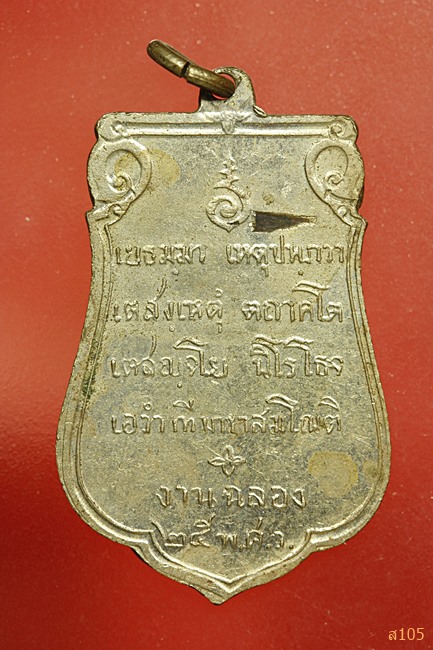 เยธมฺมา เหตุปฺปภวา
เตสํเหตุํ ตถาคโต
เตสญฺจโย นิโรโธจ
เอวํวาที มหาสมโณติ
งานฉลอง
๒๕ พ.ศ.ว.
ส105